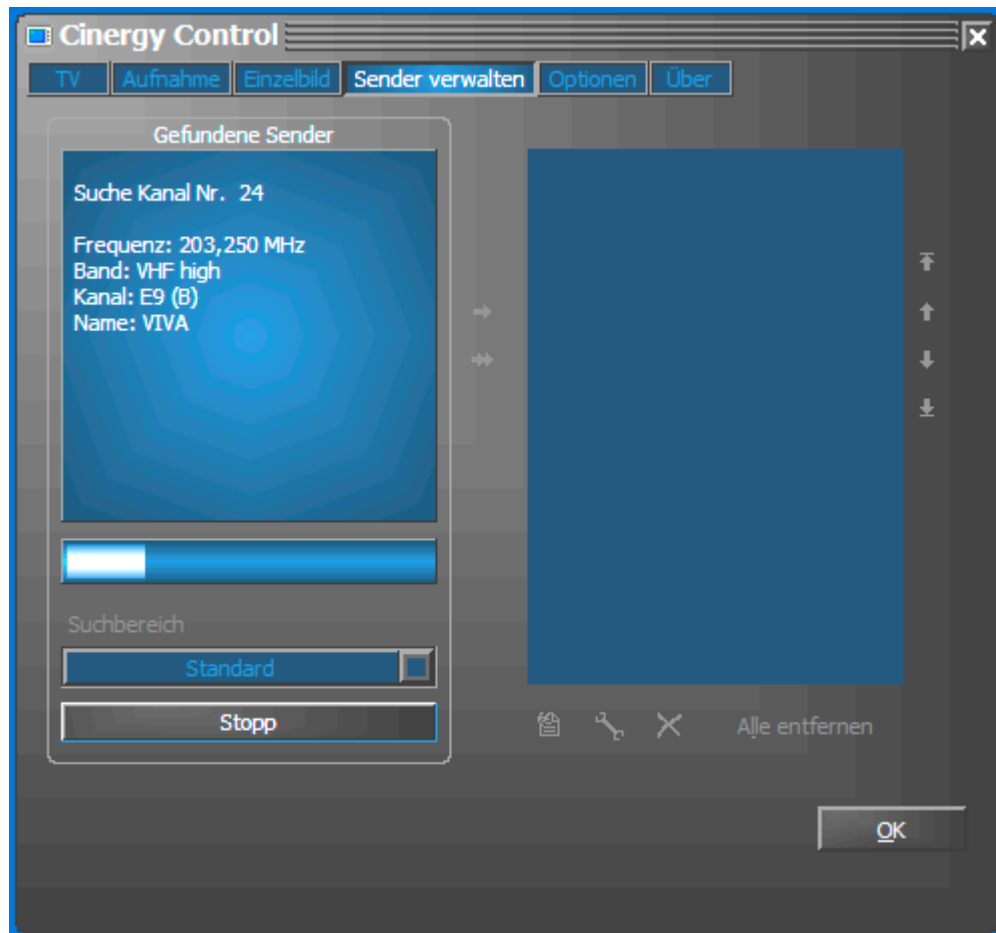 Cinergy Control
TV Aufnahme Einzelbild Sender verwalten Optionen Über
Gefundene Sender
Suche Kanal Nr. 24
Frequenz: 203,250 MHz
Band: VHF high
Kanal: E9 (B)
Name: VIVA
Suchbereich
Standard
Stopp
Alle entfernen
OK